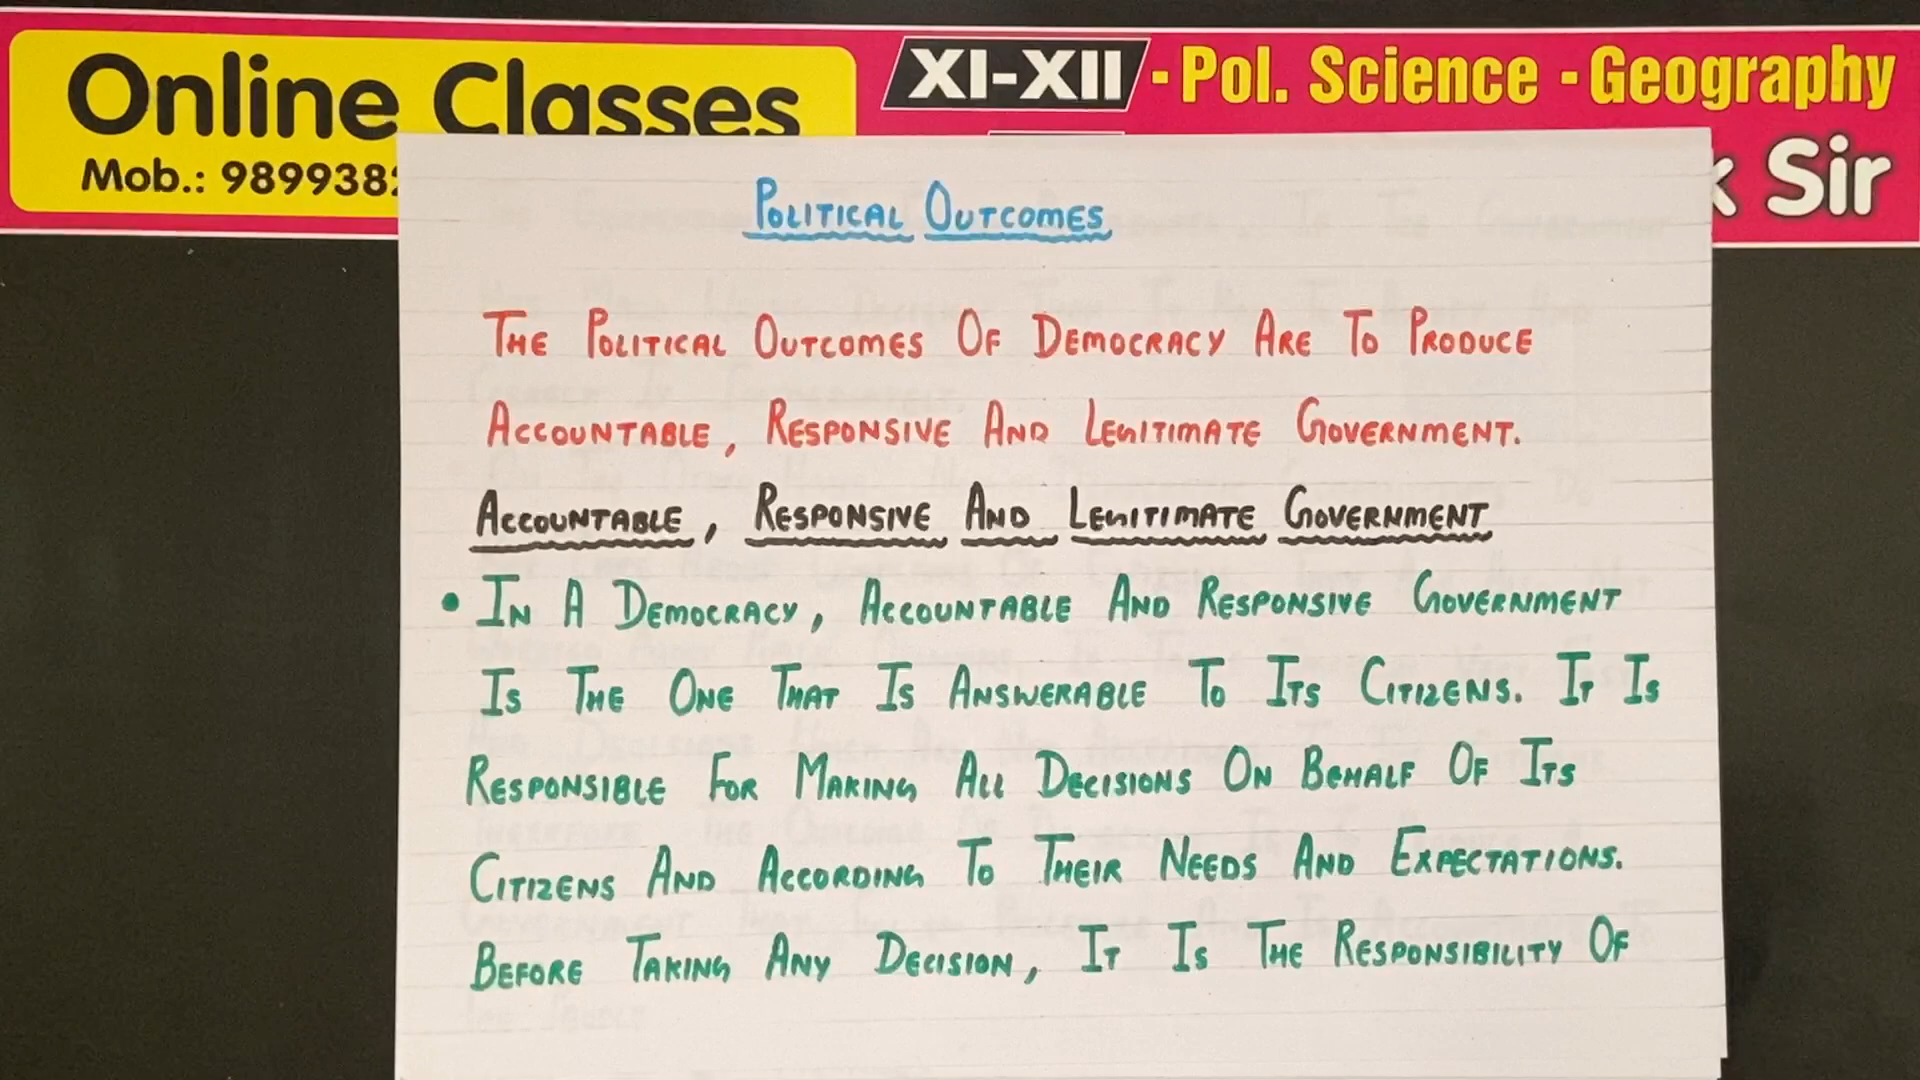 Online Classes
XI-XII - Pol. Science - Geography
Mob.: 989938
Sir
POLITICAL OUTCOMES
THE POLITICAL OUTCOMES OF DEMOCRACY ARE TO PRODUCE
ACCOUNTABLE, RESPONSIVE AND LEGITIMATE GOVERNMENT.
ACCOUNTABLE, RESPONSIVE AND LEGITIMATE GOVERNMENT
• IN A DEMOCRACY, ACCOUNTABLE AND RESPONSIVE GOVERNMENT
IS THE ONE THAT IS ANSWERABLE TO ITS CITIZENS. IT IS
RESPONSIBLE FOR MAKING ALL DECISIONS ON BEHALF OF ITS
CITIZENS AND ACCORDING TO THEIR NEEDS AND EXPECTATIONS.
BEFORE TAKING ANY DECISION, IT IS THE RESPONSIBILITY OF